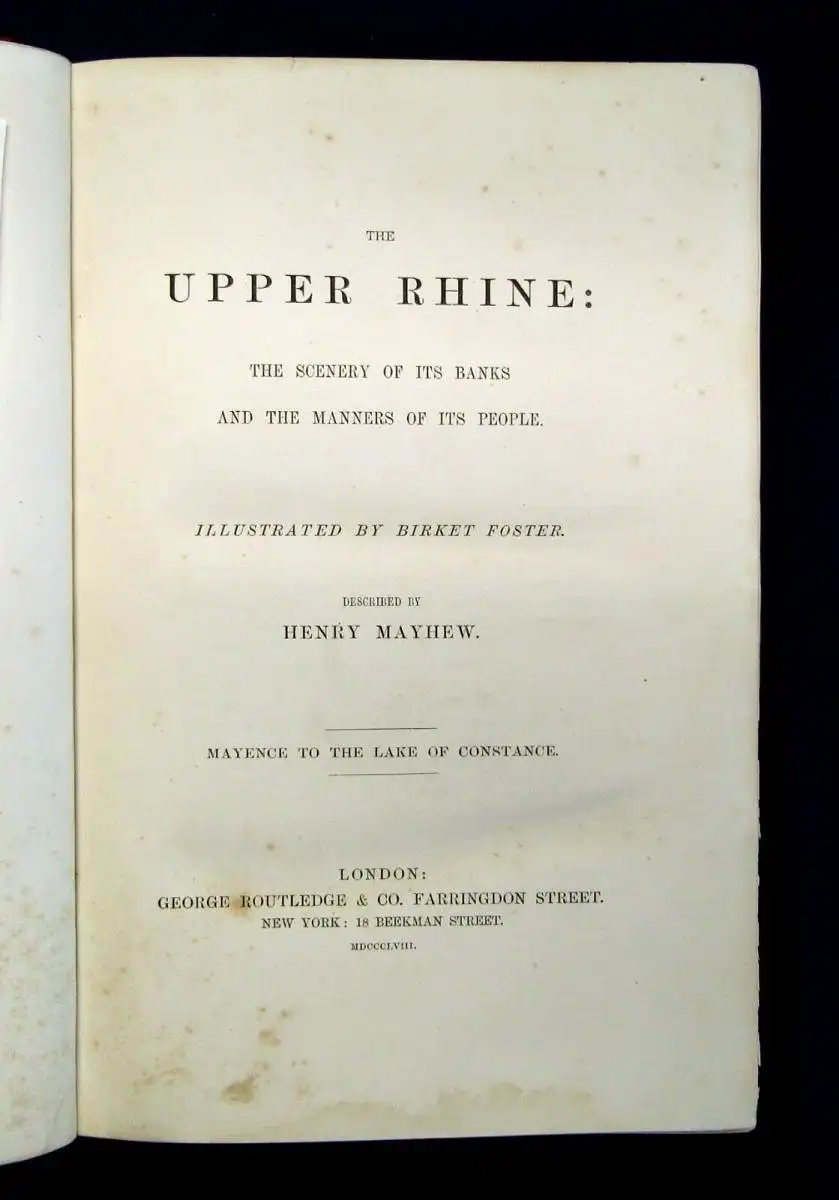 THE
UPPER RHINE:
THE SCENERY OF ITS BANKS
AND THE MANNERS OF ITS PEOPLE.
ILLUSTRATED BY BIRKET FOSTER.
DESCRIBED BY
HENRY MAYHEW.
MAYENCE TO THE LAKE OF CONSTANCE.
LONDON:
GEORGE ROUTLEDGE & CO. FARRINGDON STREET.
NEW YORK: 18 BEEKMAN STREET.
MDCCCLVIII.